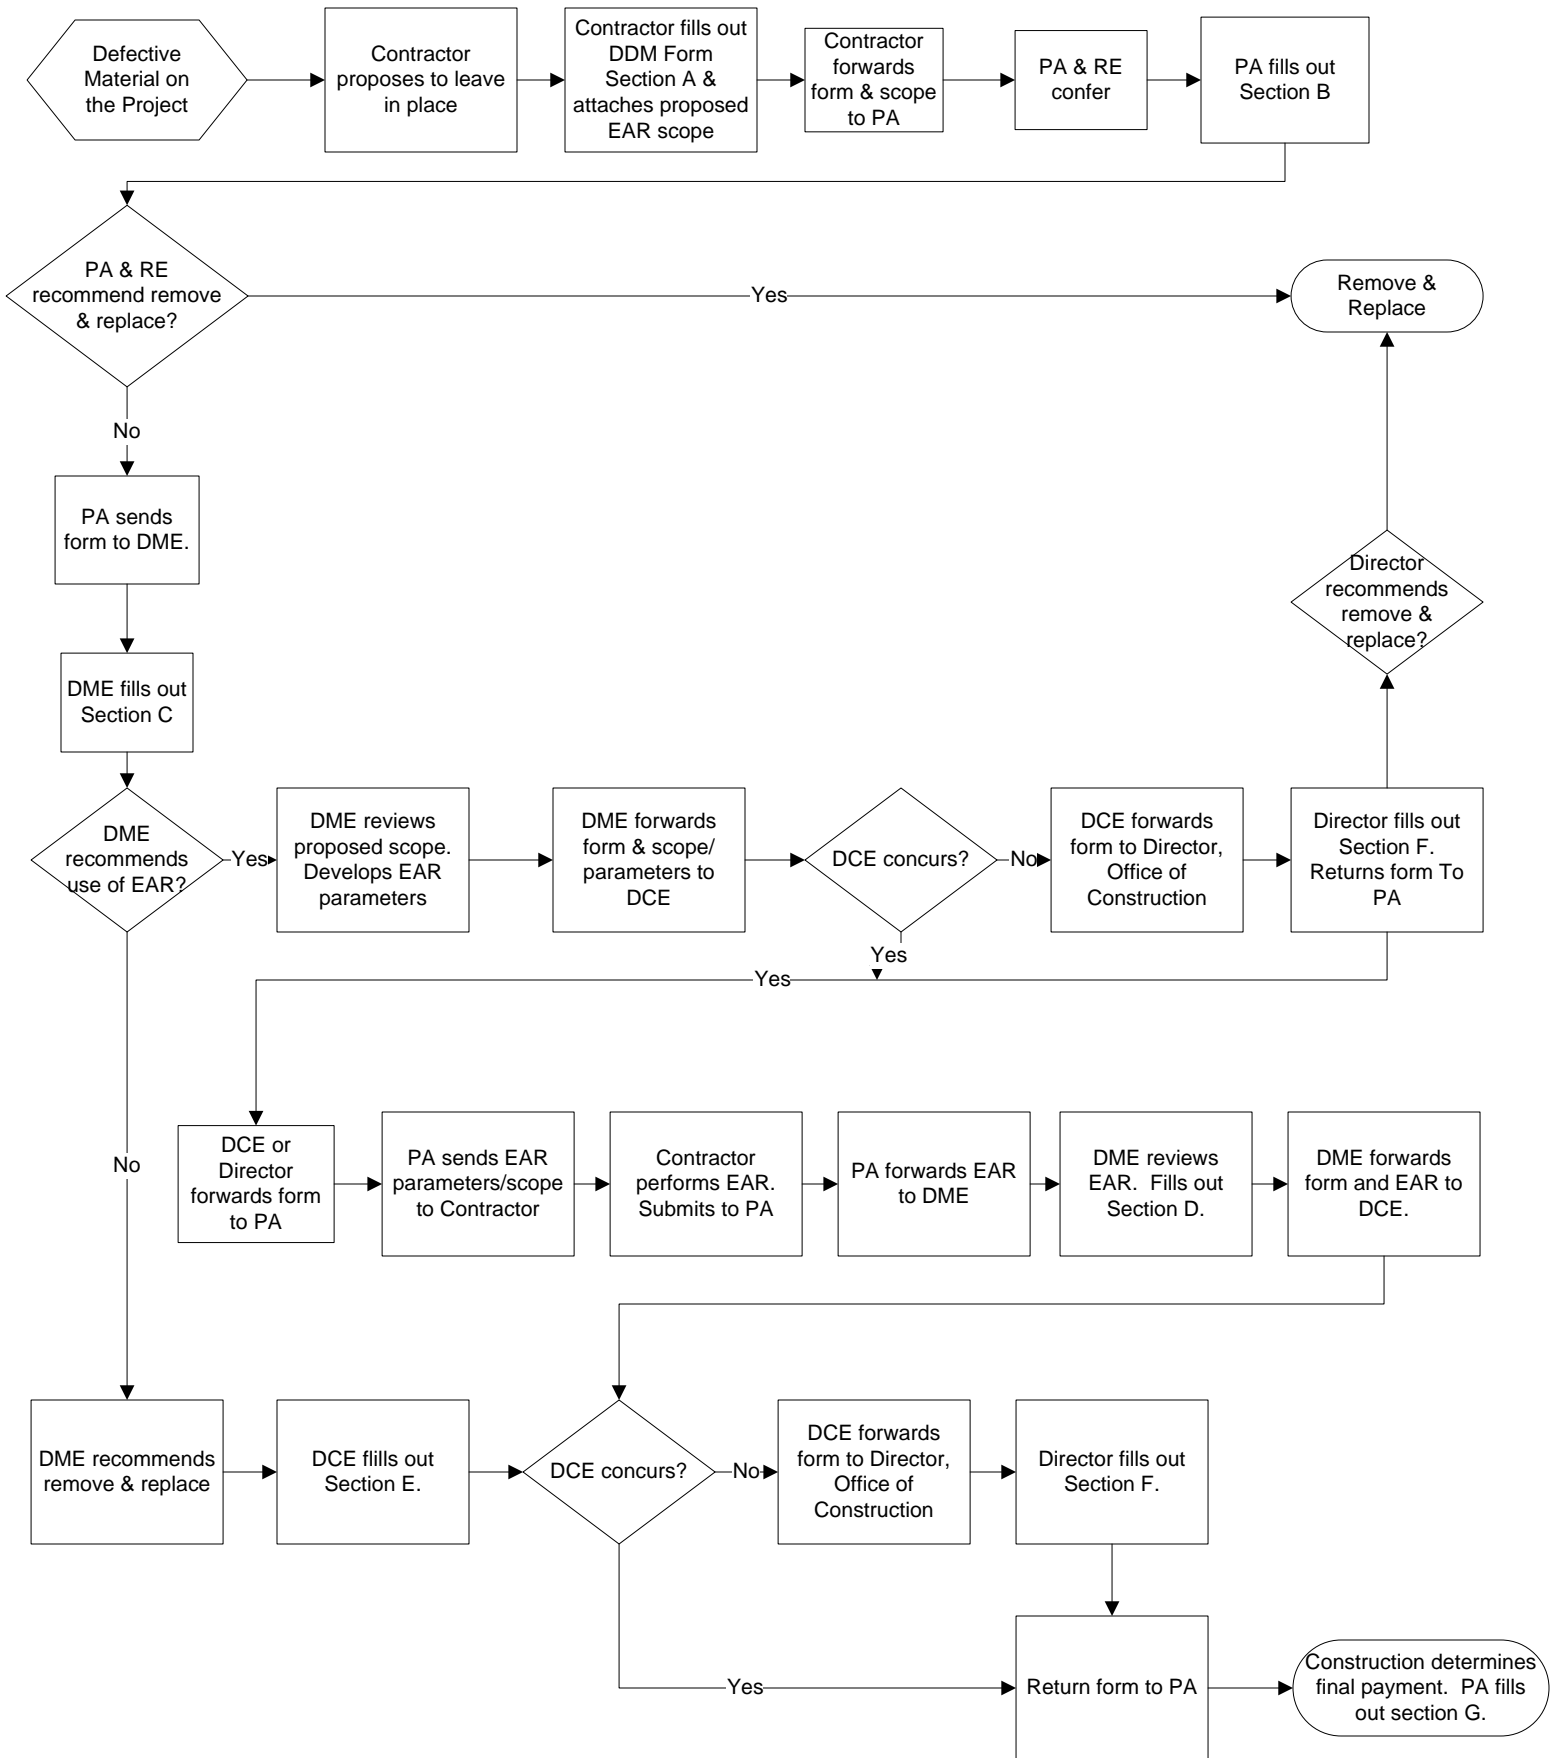 Defective
Material on
the Project
Contractor
proposes to leave
in place
Contractor fills out
DDM Form
Section A &
attaches proposed
EAR scope
Contractor
forwards
form & scope
to PA
PA & RE
confer
PA fills out
Section B
PA & RE
recommend remove
& replace?
Yes
Remove &
Replace
No
PA sends
form to DME.
Director
recommends
remove &
replace?
DME fills out
Section C
DME
recommends
use of EAR?
Yes
DME reviews
proposed scope.
Develops EAR
parameters
DME forwards
form & scope/
parameters to
DCE
DCE concurs?
No
DCE forwards
form to Director,
Office of
Construction
Director fills out
Section F.
Returns form To
PA
Yes
Yes
No
DCE or
Director
forwards form
to PA
PA sends EAR
parameters/scope
to Contractor
Contractor
performs EAR.
Submits to PA
PA forwards EAR
to DME
DME reviews
EAR.  Fills out
Section D.
DME forwards
form and EAR to
DCE.
DME recommends
remove & replace
DCE flills out
Section E.
DCE concurs?
No
DCE forwards
form to Director,
Office of
Construction
Director fills out
Section F.
Yes
Return form to PA
Construction determines
final payment.  PA fills
out section G.